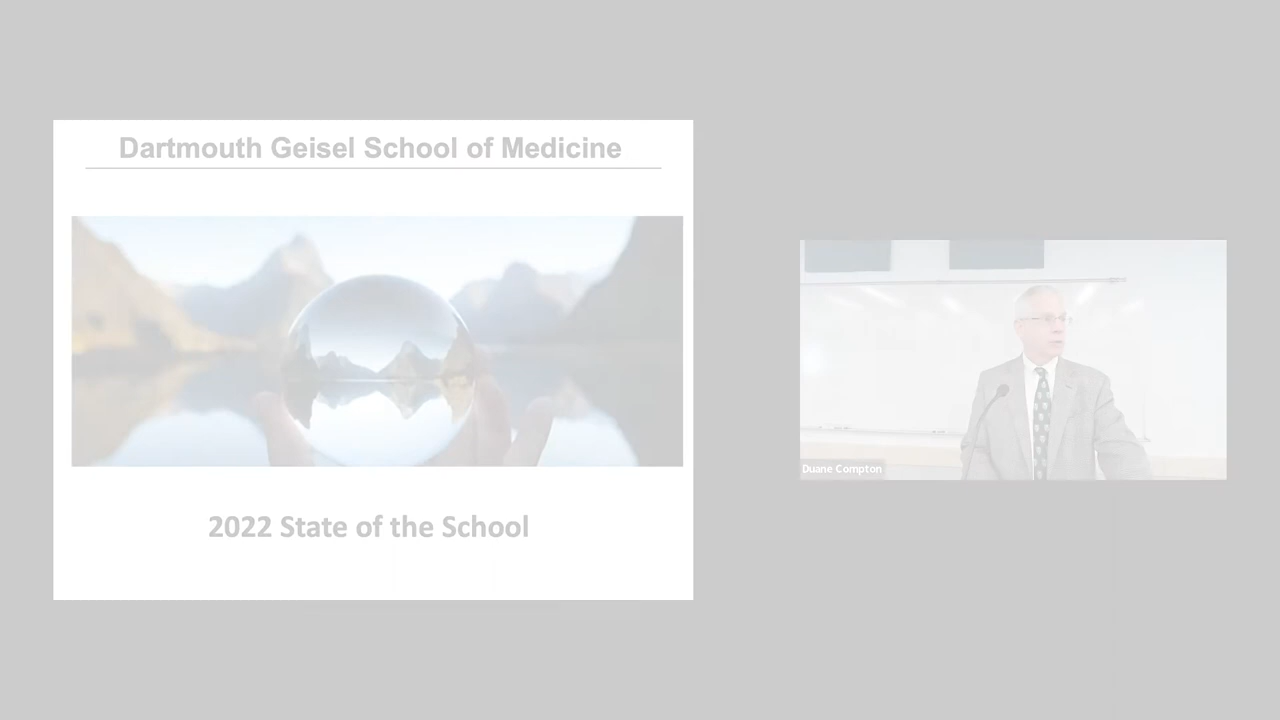 Dartmouth Geisel School of Medicine
2022 State of the School
Duane Compton